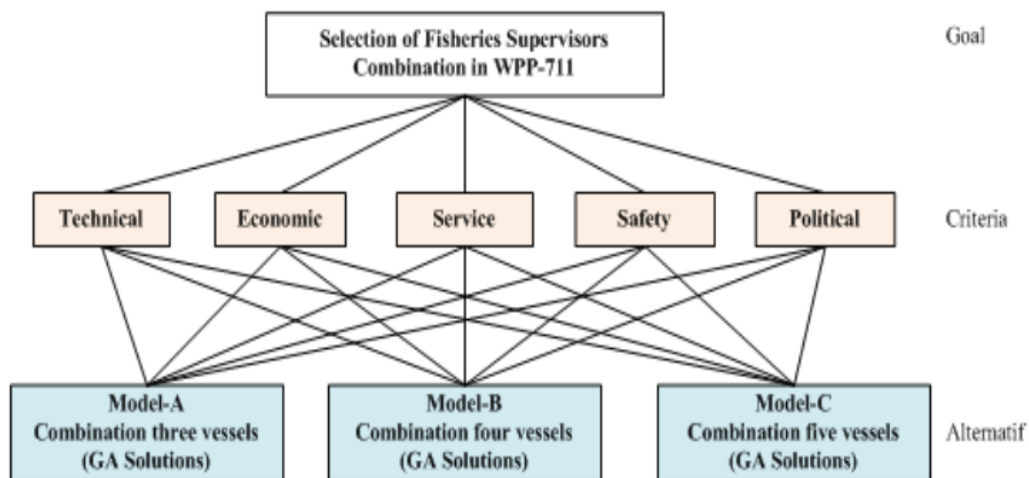 Selection of Fisheries Supervisors
Combination in WPP-711
Goal
Technical
Economic
Service
Safety
Political
Criteria
Model-A
Combination three vessels
(GA Solutions)
Model-B
Combination four vessels
(GA Solutions)
Model-C
Combination five vessels
(GA Solutions)
Alternatif